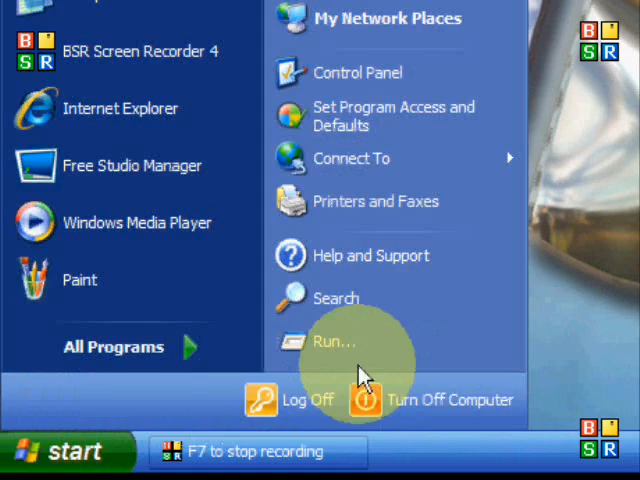 My Network Places
BSR Screen Recorder 4
Control Panel
Internet Explorer
Set Program Access and
Defaults
Free Studio Manager
Connect To
Windows Media Player
Printers and Faxes
Paint
Help and Support
Search
All Programs
Run...
Log Off
Turn Off Computer
start
F7 to stop recording
B
S R
B
S R
B
S R